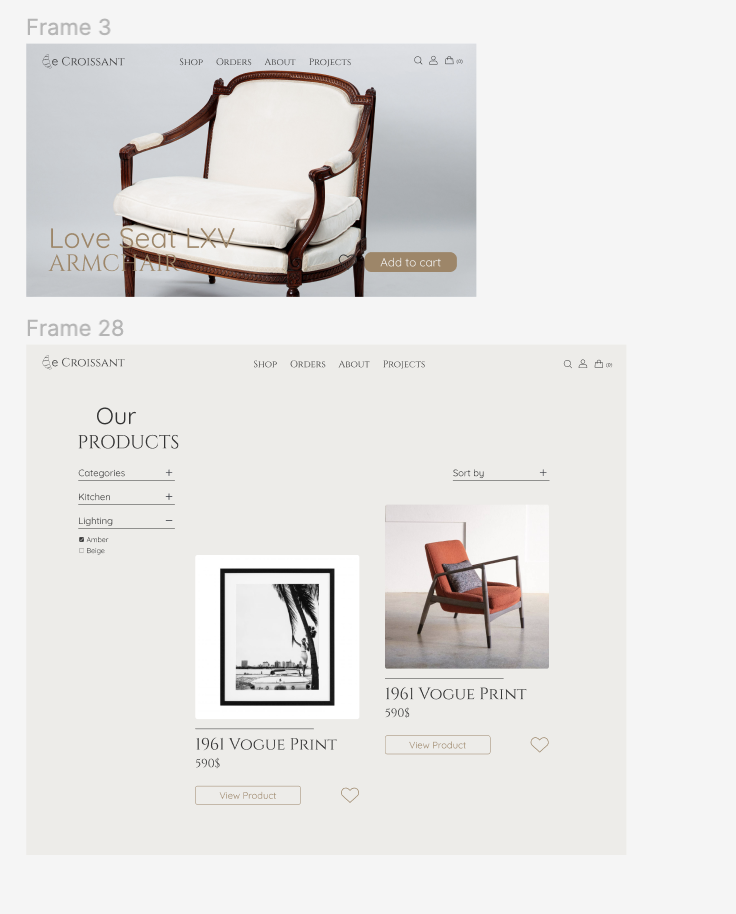 Frame 3
e CROISSANT SHOP ORDERS ABOUT PROJECTS (0)
Love Seat LXV
ARMCHAIR
Add to cart
Frame 28
e CROISSANT SHOP ORDERS ABOUT PROJECTS (0)
Our
PRODUCTS
Categories +
Sort by +
Kitchen +
Lighting −
Amber
Beige
1961 VOGUE PRINT
590$
View Product
1961 VOGUE PRINT
590$
View Product